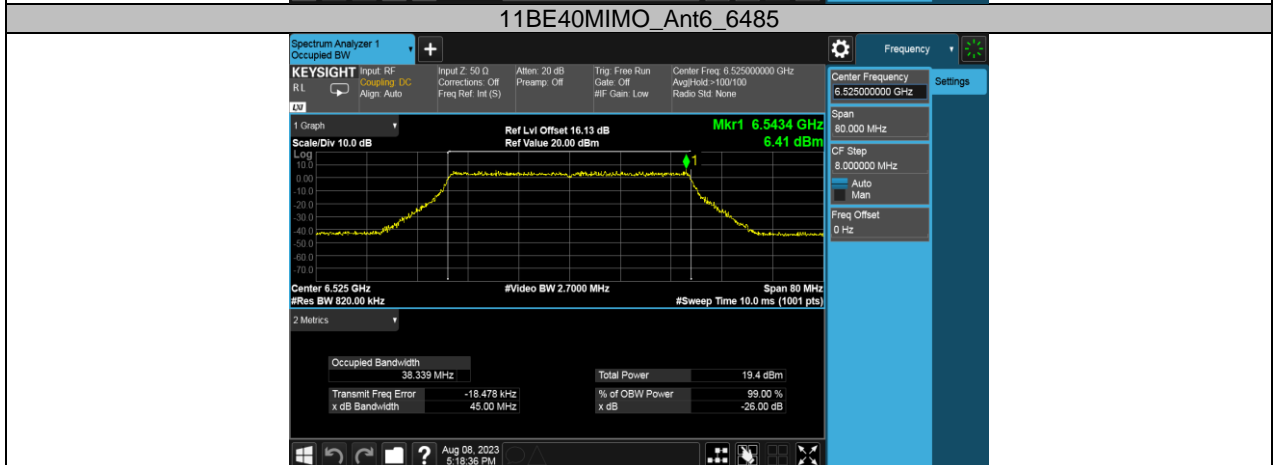 11BE40MIMO_Ant6_6485
Spectrum Analyzer 1
Occupied BW
+
Frequency
KEYSIGHT
R L
LXI
Input: RF
Coupling: DC
Align: Auto
Input Z: 50 Ω
Corrections: Off
Freq Ref: Int (S)
Atten: 20 dB
Preamp: Off
Trig: Free Run
Gate: Off
#IF Gain: Low
Center Freq: 6.525000000 GHz
Avg|Hold:>100/100
Radio Std: None
Center Frequency
6.525000000 GHz
Settings
Span
80.000 MHz
CF Step
8.000000 MHz
Auto
Man
Freq Offset
0 Hz
1 Graph
Scale/Div 10.0 dB
Ref Lvl Offset 16.13 dB
Ref Value 20.00 dBm
Mkr1 6.5434 GHz
6.41 dBm
Log
10.0
0.00
-10.0
-20.0
-30.0
-40.0
-50.0
-60.0
-70.0
1
Center 6.525 GHz
#Res BW 820.00 kHz
#Video BW 2.7000 MHz
Span 80 MHz
#Sweep Time 10.0 ms (1001 pts)
2 Metrics
Occupied Bandwidth
38.339 MHz
Total Power 19.4 dBm
Transmit Freq Error -18.478 kHz
% of OBW Power 99.00 %
x dB Bandwidth 45.00 MHz
x dB -26.00 dB
?
Aug 08, 2023
5:18:36 PM